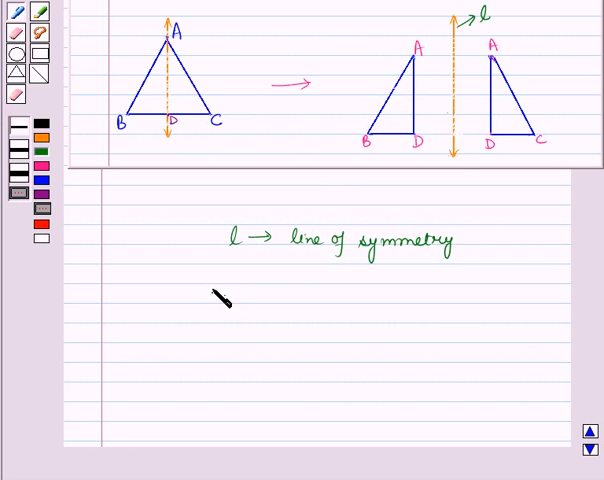 A
B D C
l
A
B D
A
D C
l → line of symmetry